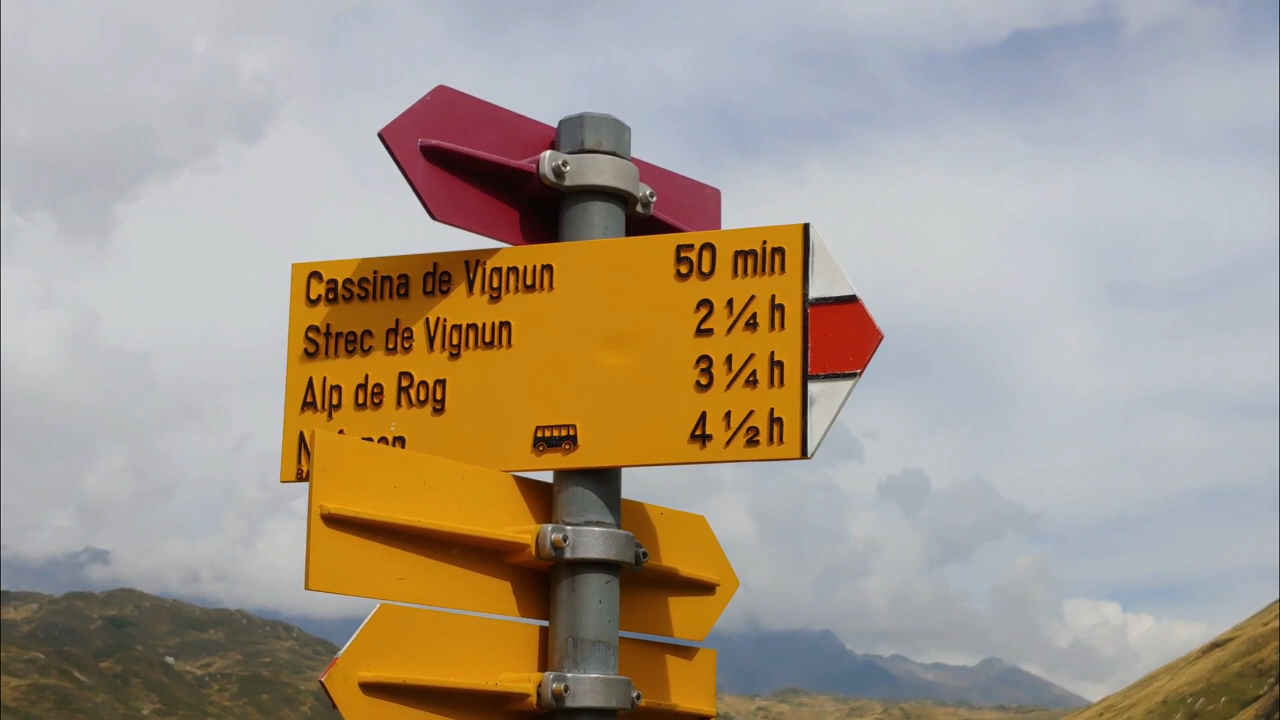 Cassina de Vignun 50 min
Strec de Vignun 2 ¼ h
Alp de Rog 3 ¼ h
4 ½ h